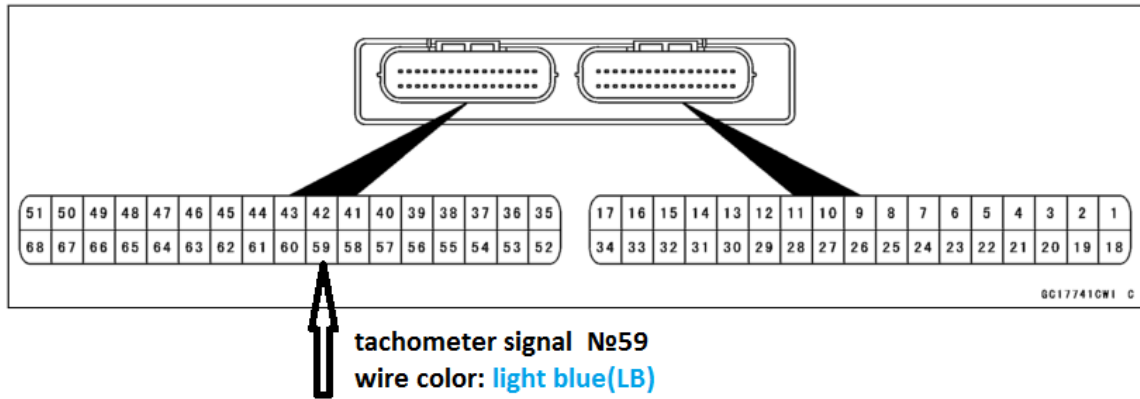 51 50 49 48 47 46 45 44 43 42 41 40 39 38 37 36 35
68 67 66 65 64 63 62 61 60 59 58 57 56 55 54 53 52
17 16 15 14 13 12 11 10 9 8 7 6 5 4 3 2 1
34 33 32 31 30 29 28 27 26 25 24 23 22 21 20 19 18
GC17741CW1 C
tachometer signal №59
wire color: light blue(LB)